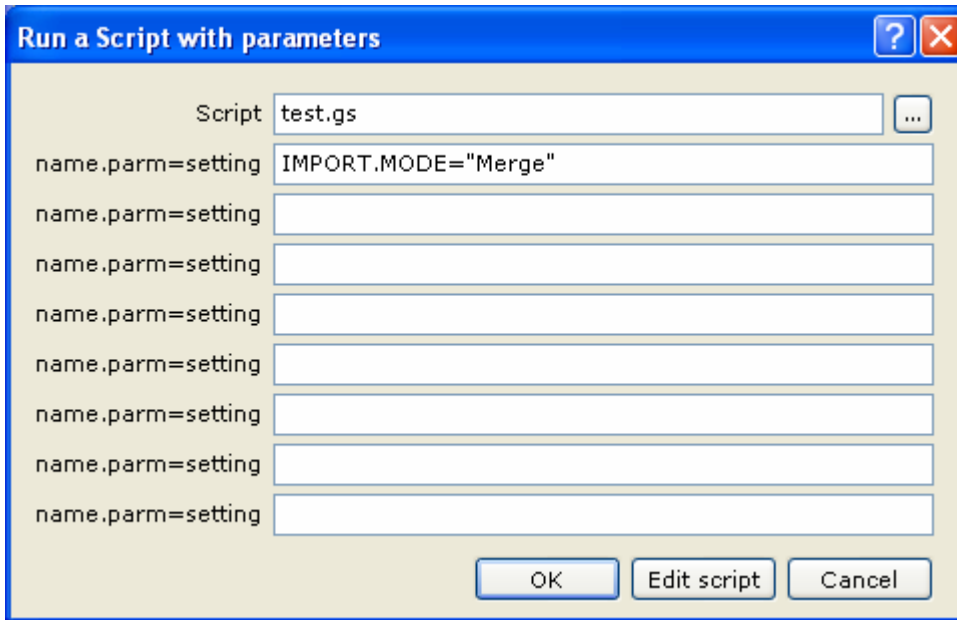 Run a Script with parameters
Script test.gs ...
name.parm=setting IMPORT.MODE="Merge"
name.parm=setting
name.parm=setting
name.parm=setting
name.parm=setting
name.parm=setting
name.parm=setting
name.parm=setting
OK Edit script Cancel